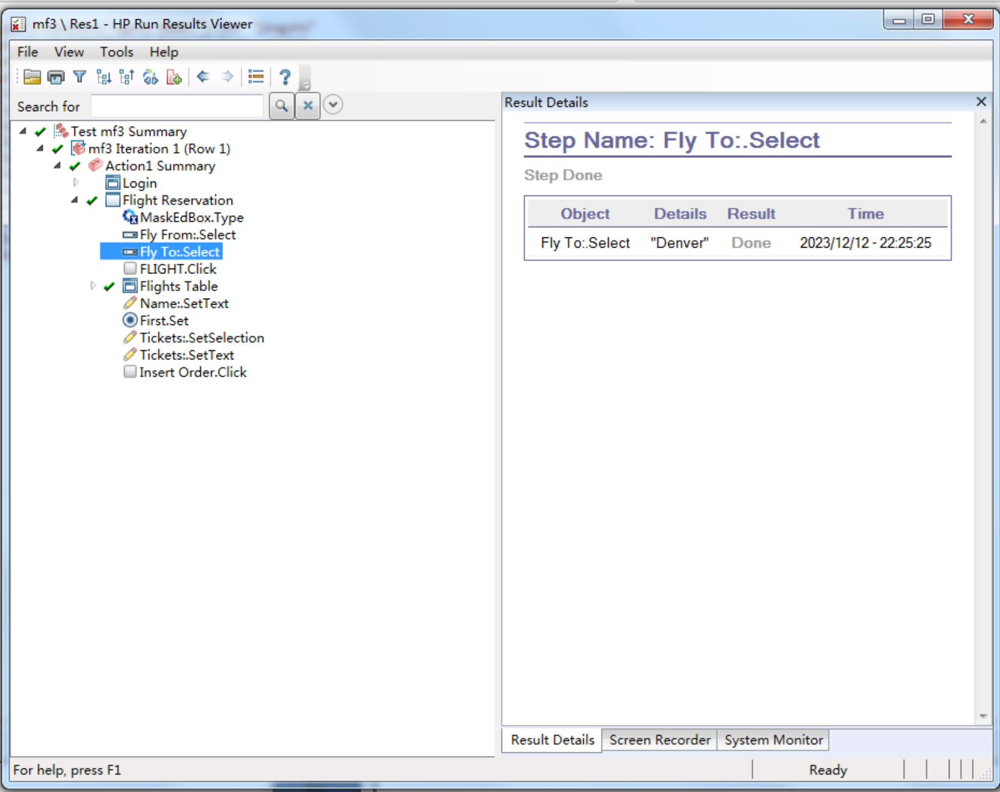 mf3 \ Res1 - HP Run Results Viewer
File View Tools Help
Search for
Test mf3 Summary
mf3 Iteration 1 (Row 1)
Action1 Summary
Login
Flight Reservation
MaskEdBox.Type
Fly From:.Select
Fly To:.Select
FLIGHT.Click
Flights Table
Name:.SetText
First.Set
Tickets:.SetSelection
Tickets:.SetText
Insert Order.Click
Result Details
Step Name: Fly To:.Select
Step Done
Object Details Result Time
Fly To:.Select "Denver" Done 2023/12/12 - 22:25:25
Result Details Screen Recorder System Monitor
For help, press F1 Ready